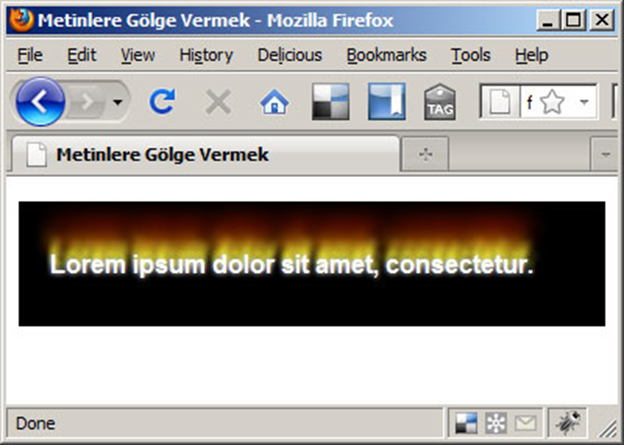 Metinlere Gölge Vermek - Mozilla Firefox
File Edit View History Delicious Bookmarks Tools Help
TAG f
Metinlere Gölge Vermek
Lorem ipsum dolor sit amet, consectetur.
Done